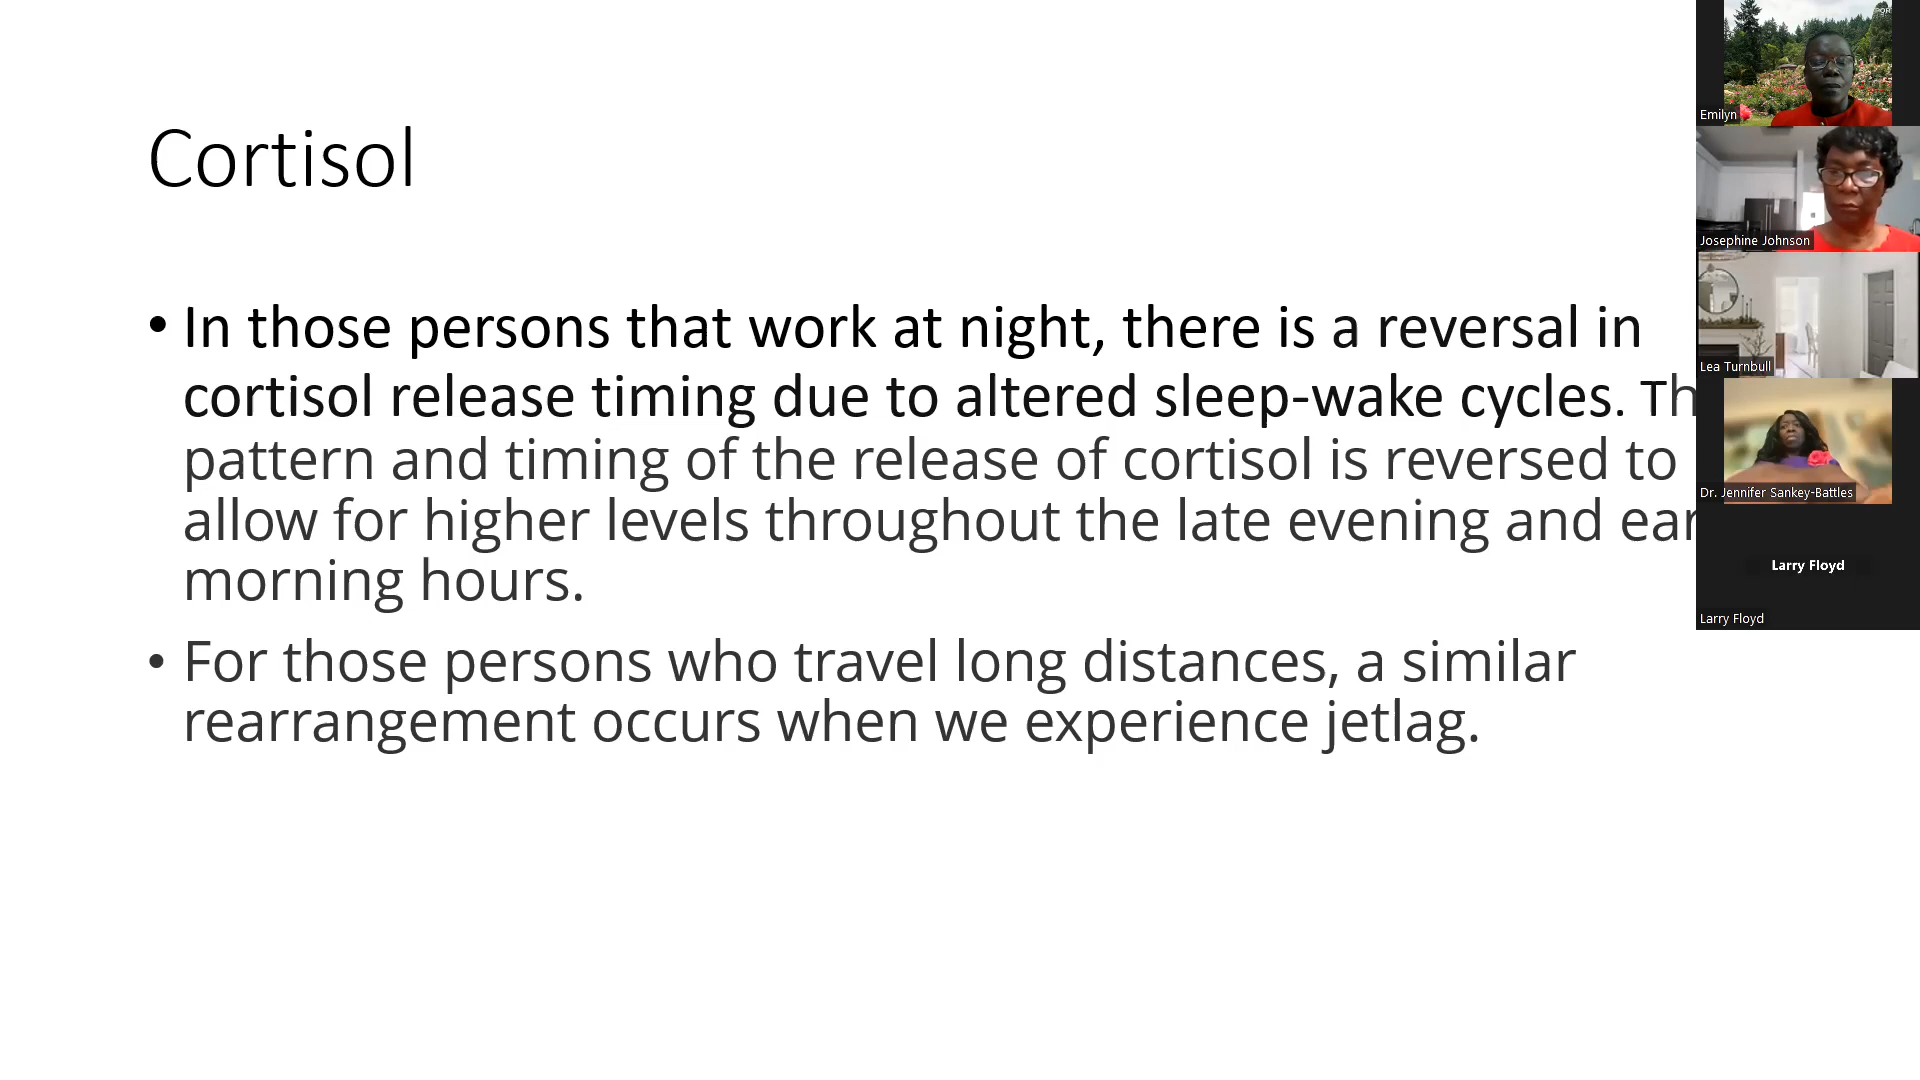 Cortisol
• In those persons that work at night, there is a reversal in
cortisol release timing due to altered sleep-wake cycles.
pattern and timing of the release of cortisol is reversed to
allow for higher levels throughout the late evening and
morning hours.
• For those persons who travel long distances, a similar
rearrangement occurs when we experience jetlag.
Emilyn
Josephine Johnson
Lea Turnbull
Dr. Jennifer Sankey-Battles
Larry Floyd
Larry Floyd